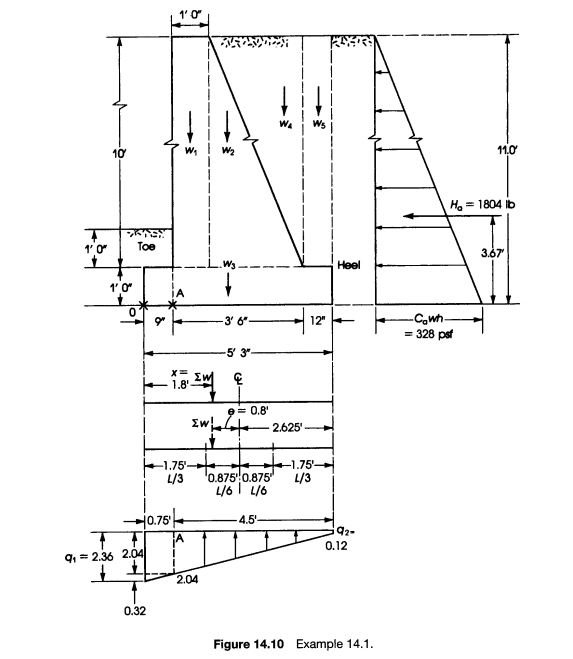 1' 0"
10'
w₁
w₂
w₄
w₅
11.0'
Hₐ = 1804 lb
1' 0"
Toe
3.67'
w₃
Heel
1' 0"
0
A
9"
3' 6"
12"
Cₐwh
= 328 psf
5' 3"
x =
1.8'
Σw
℄
e = 0.8'
Σw
2.625'
1.75'
L/3
0.875'
L/6
0.875'
L/6
1.75'
L/3
0.75'
4.5'
A
q₂=
0.12
q₁ = 2.36
2.04
2.04
0.32
Figure 14.10 Example 14.1.